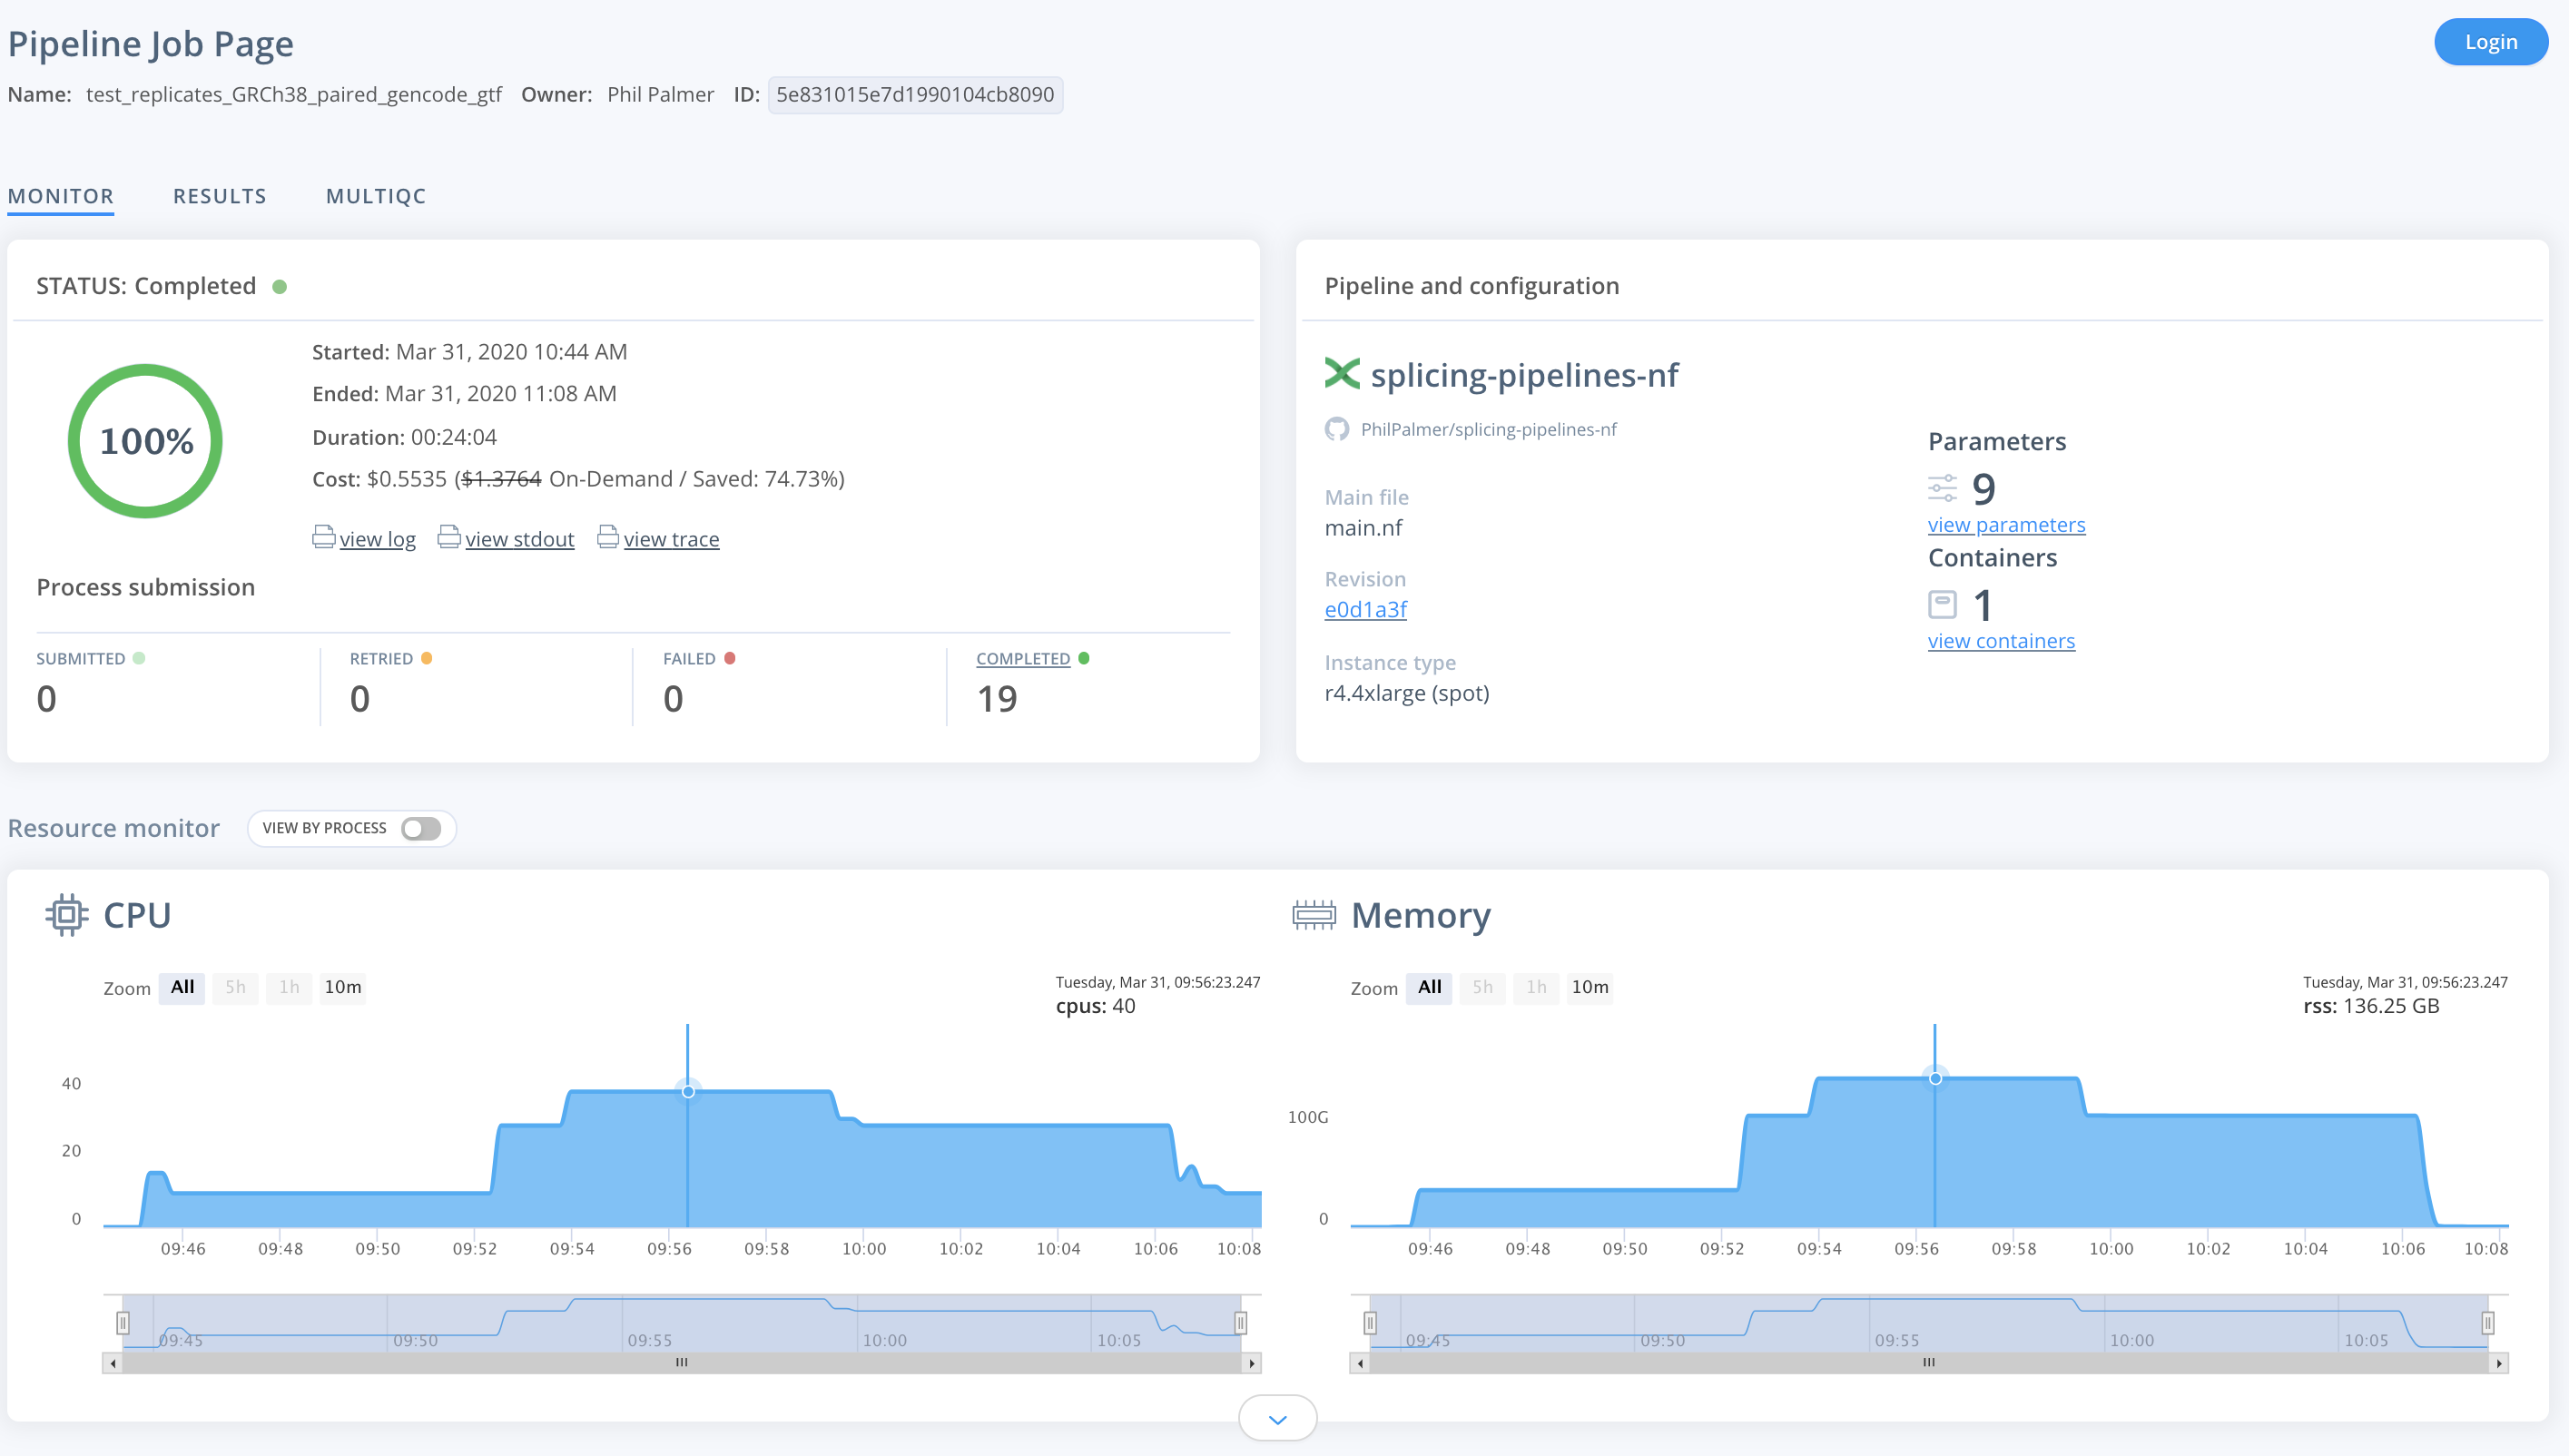 Pipeline Job Page
Login
Name: test_replicates_GRCh38_paired_gencode_gtf Owner: Phil Palmer ID: 5e831015e7d1990104cb8090
MONITOR RESULTS MULTIQC
STATUS: Completed
100%
Started: Mar 31, 2020 10:44 AM
Ended: Mar 31, 2020 11:08 AM
Duration: 00:24:04
Cost: $0.5535 ($1.3764 On-Demand / Saved: 74.73%)
view log view stdout view trace
Process submission
SUBMITTED RETRIED FAILED COMPLETED
0 0 0 19
Pipeline and configuration
splicing-pipelines-nf
PhilPalmer/splicing-pipelines-nf
Main file
main.nf
Revision
e0d1a3f
Instance type
r4.4xlarge (spot)
Parameters
9
view parameters
Containers
1
view containers
Resource monitor VIEW BY PROCESS
CPU
Zoom All 5h 1h 10m
Tuesday, Mar 31, 09:56:23.247
cpus: 40
40
20
0
09:46 09:48 09:50 09:52 09:54 09:56 09:58 10:00 10:02 10:04 10:06 10:08
09:45 09:50 09:55 10:00 10:05
Memory
Zoom All 5h 1h 10m
Tuesday, Mar 31, 09:56:23.247
rss: 136.25 GB
100G
0
09:46 09:48 09:50 09:52 09:54 09:56 09:58 10:00 10:02 10:04 10:06 10:08
09:45 09:50 09:55 10:00 10:05